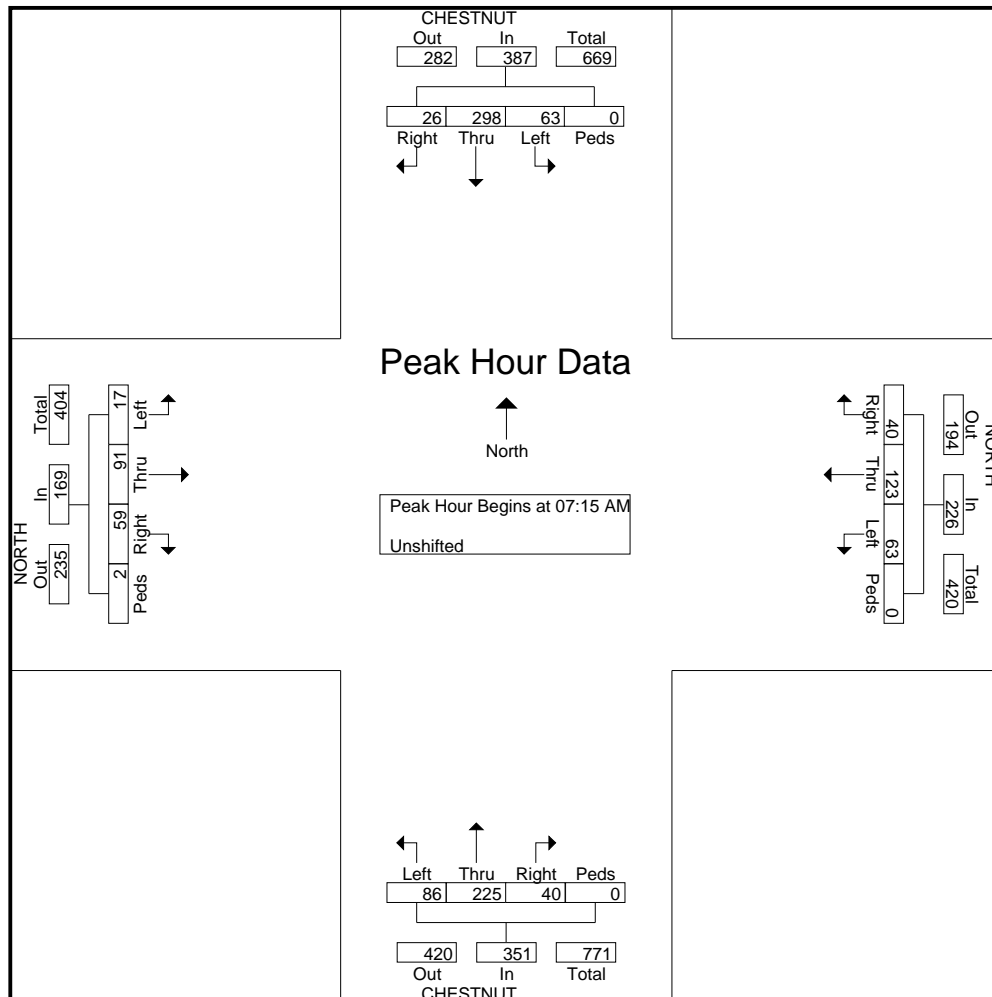 CHESTNUT
Out In Total
282 387 669
26 298 63 0
Right Thru Left Peds
Peak Hour Data
North
Peak Hour Begins at 07:15 AM
Unshifted
NORTH
Total In Out
404 169 235
17 91 59 2
Left Thru Right Peds
NORTH
Out In Total
194 226 420
40 123 63 0
Right Thru Left Peds
Left Thru Right Peds
86 225 40 0
420 351 771
Out In Total
CHESTNUT